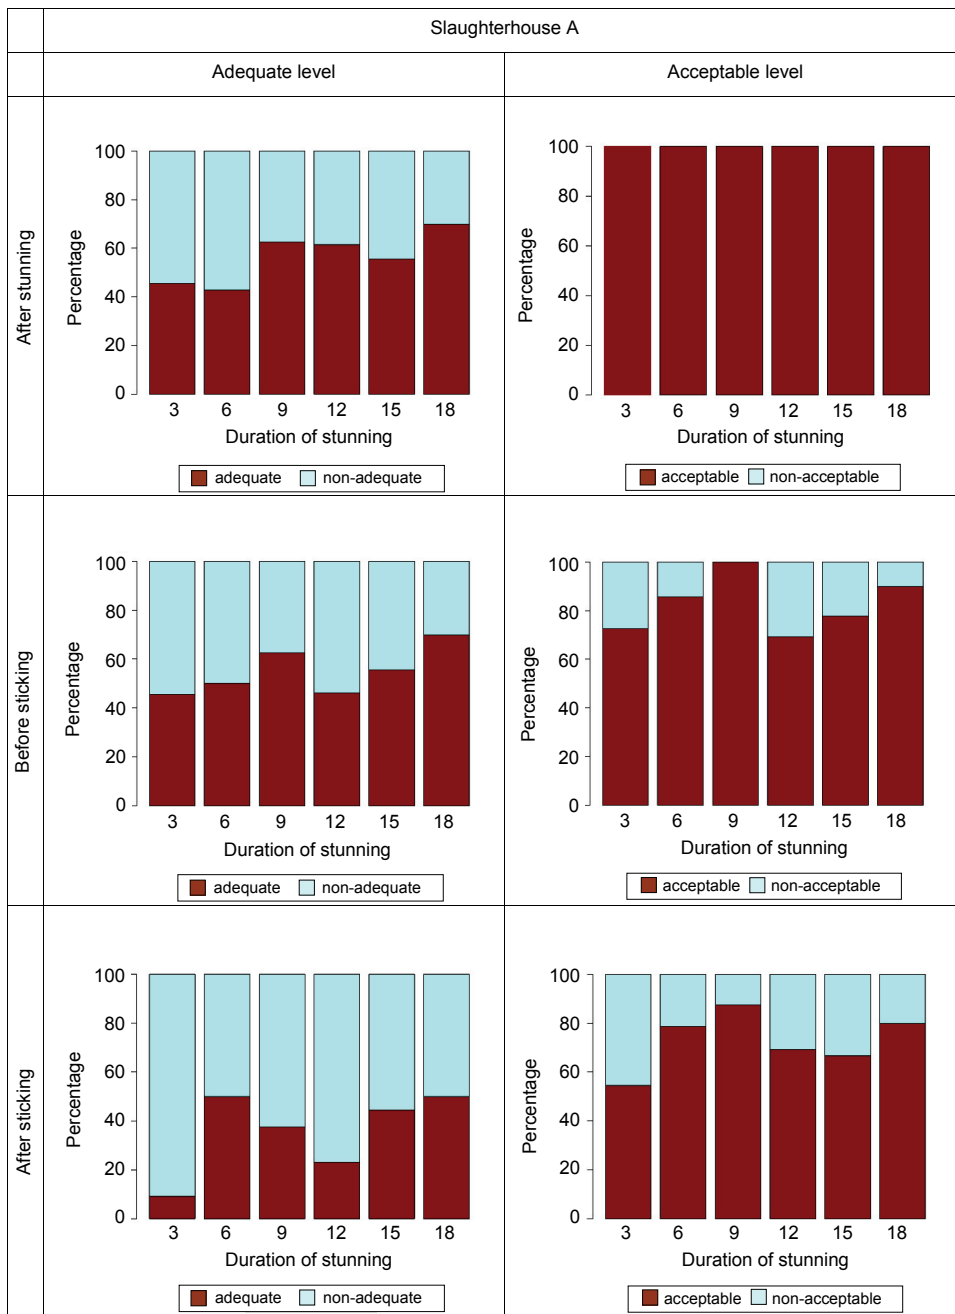 Slaughterhouse A
Adequate level
Acceptable level
After stunning
Percentage
100
80
60
40
20
0
3 6 9 12 15 18
Duration of stunning
adequate non-adequate
Percentage
100
80
60
40
20
0
3 6 9 12 15 18
Duration of stunning
acceptable non-acceptable
Before sticking
Percentage
100
80
60
40
20
0
3 6 9 12 15 18
Duration of stunning
adequate non-adequate
Percentage
100
80
60
40
20
0
3 6 9 12 15 18
Duration of stunning
acceptable non-acceptable
After sticking
Percentage
100
80
60
40
20
0
3 6 9 12 15 18
Duration of stunning
adequate non-adequate
Percentage
100
80
60
40
20
0
3 6 9 12 15 18
Duration of stunning
acceptable non-acceptable